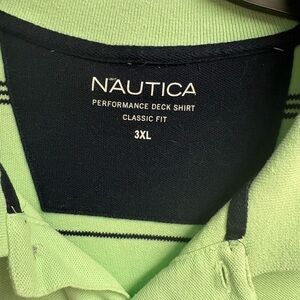 NAUTICA
PERFORMANCE DECK SHIRT
CLASSIC FIT
3XL